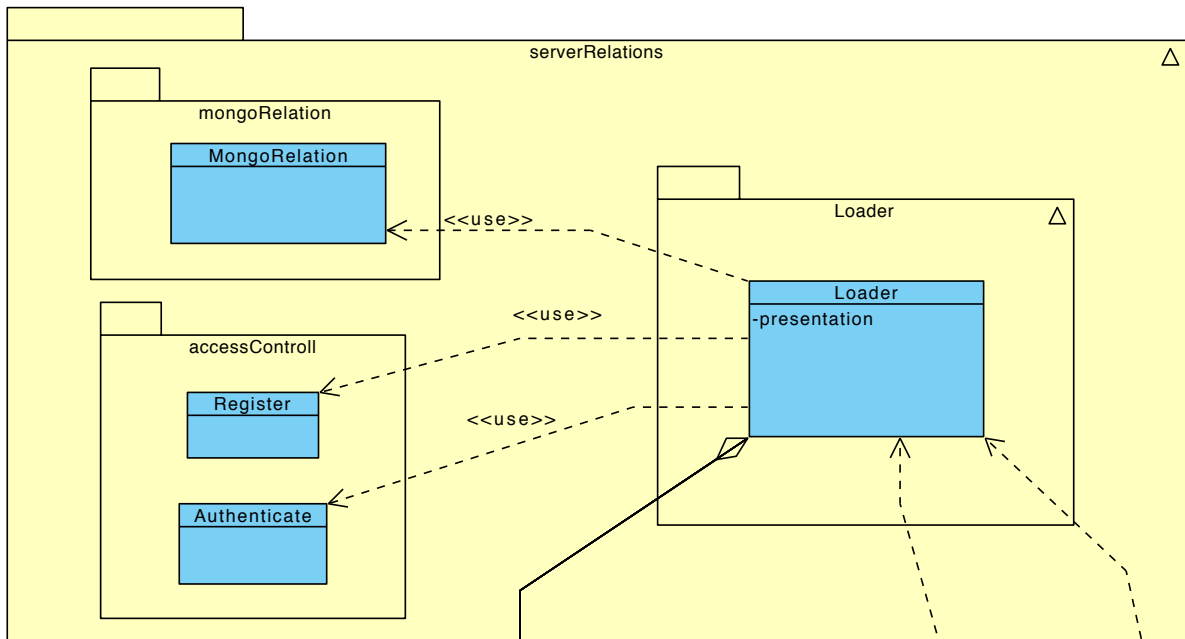 serverRelations
mongoRelation
MongoRelation
<<use>>
Loader
Loader
-presentation
<<use>>
accessControll
Register
<<use>>
Authenticate